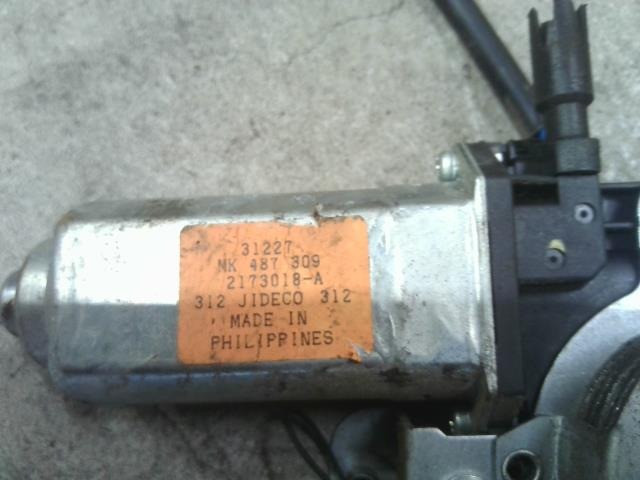 31227
MK 487 309
2173018-A
312 JIDECO 312
MADE IN
PHILIPPINES